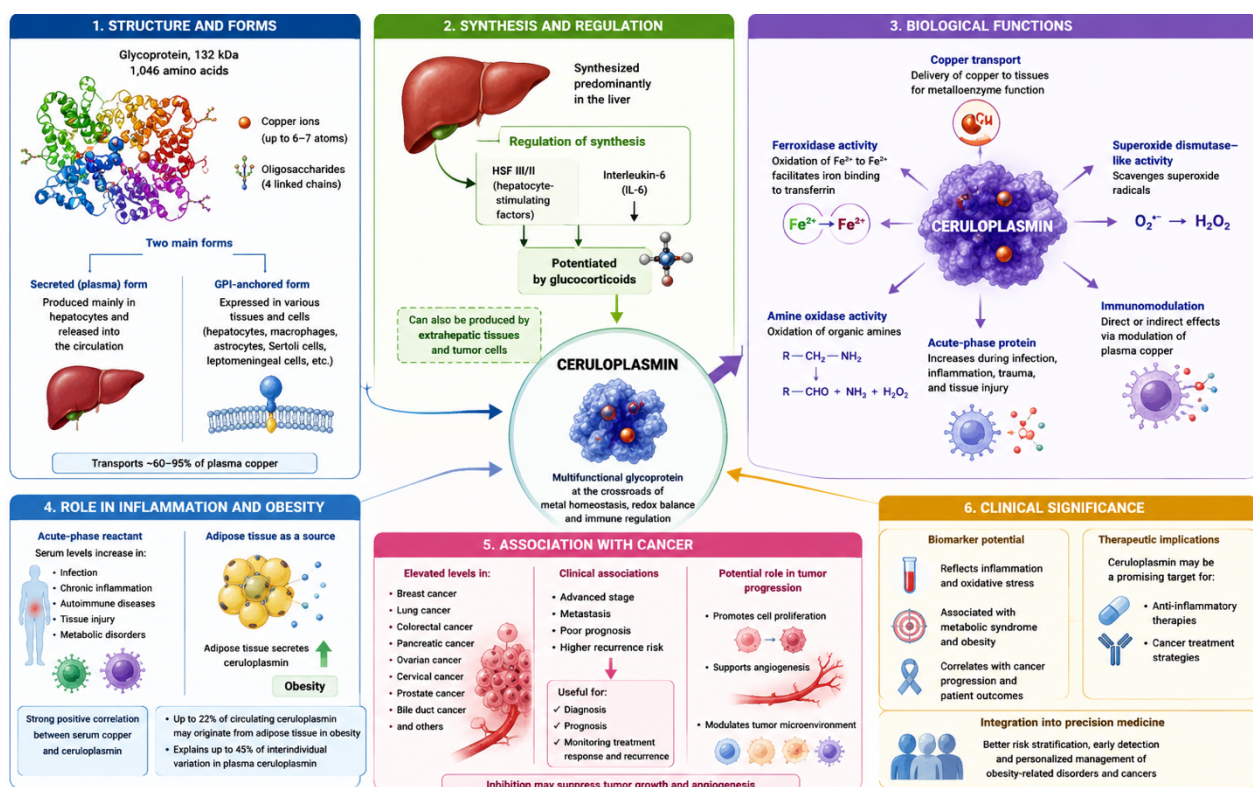 1. STRUCTURE AND FORMS
Glycoprotein, 132 kDa
1,046 amino acids
Copper ions
(up to 6–7 atoms)
Oligosaccharides
(4 linked chains)
Two main forms
Secreted (plasma) form
Produced mainly in
hepatocytes and
released into
the circulation
GPI-anchored form
Expressed in various
tissues and cells
(hepatocytes, macrophages,
astrocytes, Sertoli cells,
leptomeningeal cells, etc.)
Transports ~60–95% of plasma copper
2. SYNTHESIS AND REGULATION
Synthesized
predominantly
in the liver
Regulation of synthesis
HSF III/II
(hepatocyte-
stimulating
factors)
Interleukin-6
(IL-6)
Potentiated
by glucocorticoids
Can also be produced by
extrahepatic tissues
and tumor cells
CERULOPLASMIN
Multifunctional glycoprotein
at the crossroads of
metal homeostasis, redox balance
and immune regulation
3. BIOLOGICAL FUNCTIONS
Copper transport
Delivery of copper to tissues
for metalloenzyme function
Cu
Ferroxidase activity
Oxidation of Fe²⁺ to Fe²⁺
facilitates iron binding
to transferrin
Fe²⁺ → Fe²⁺
CERULOPLASMIN
Superoxide dismutase–
like activity
Scavenges superoxide
radicals
O₂•⁻ → H₂O₂
Amine oxidase activity
Oxidation of organic amines
R—CH₂—NH₂
↓
R—CHO + NH₂ + H₂O₂
Acute-phase protein
Increases during infection,
inflammation, trauma,
and tissue injury
Immunomodulation
Direct or indirect effects
via modulation of
plasma copper
4. ROLE IN INFLAMMATION AND OBESITY
Acute-phase reactant
Serum levels increase in:
• Infection
• Chronic inflammation
• Autoimmune diseases
• Tissue injury
• Metabolic disorders
Strong positive correlation
between serum copper
and ceruloplasmin
Adipose tissue as a source
Adipose tissue secretes
ceruloplasmin
Obesity
• Up to 22% of circulating ceruloplasmin
may originate from adipose tissue in obesity
• Explains up to 45% of interindividual
variation in plasma ceruloplasmin
5. ASSOCIATION WITH CANCER
Elevated levels in:
• Breast cancer
• Lung cancer
• Colorectal cancer
• Pancreatic cancer
• Ovarian cancer
• Cervical cancer
• Prostate cancer
• Bile duct cancer
• and others
Clinical associations
• Advanced stage
• Metastasis
• Poor prognosis
• Higher recurrence risk
Useful for:
✓ Diagnosis
✓ Prognosis
✓ Monitoring treatment
response and recurrence
Potential role in tumor
progression
• Promotes cell proliferation
• Supports angiogenesis
• Modulates tumor microenvironment
Inhibition may suppress tumor growth and angiogenesis
6. CLINICAL SIGNIFICANCE
Biomarker potential
Reflects inflammation
and oxidative stress
Associated with
metabolic syndrome
and obesity
Correlates with cancer
progression and
patient outcomes
Therapeutic implications
Ceruloplasmin may be
a promising target for:
• Anti-inflammatory
therapies
• Cancer treatment
strategies
Integration into precision medicine
Better risk stratification, early detection
and personalized management of
obesity-related disorders and cancers